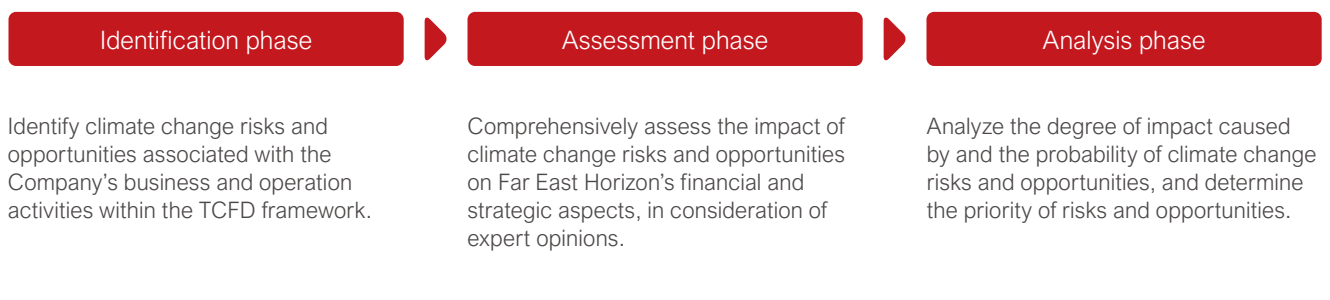 Identification phase
Assessment phase
Analysis phase
Identify climate change risks and
opportunities associated with the
Company's business and operation
activities within the TCFD framework.
Comprehensively assess the impact of
climate change risks and opportunities
on Far East Horizon's financial and
strategic aspects, in consideration of
expert opinions.
Analyze the degree of impact caused
by and the probability of climate change
risks and opportunities, and determine
the priority of risks and opportunities.